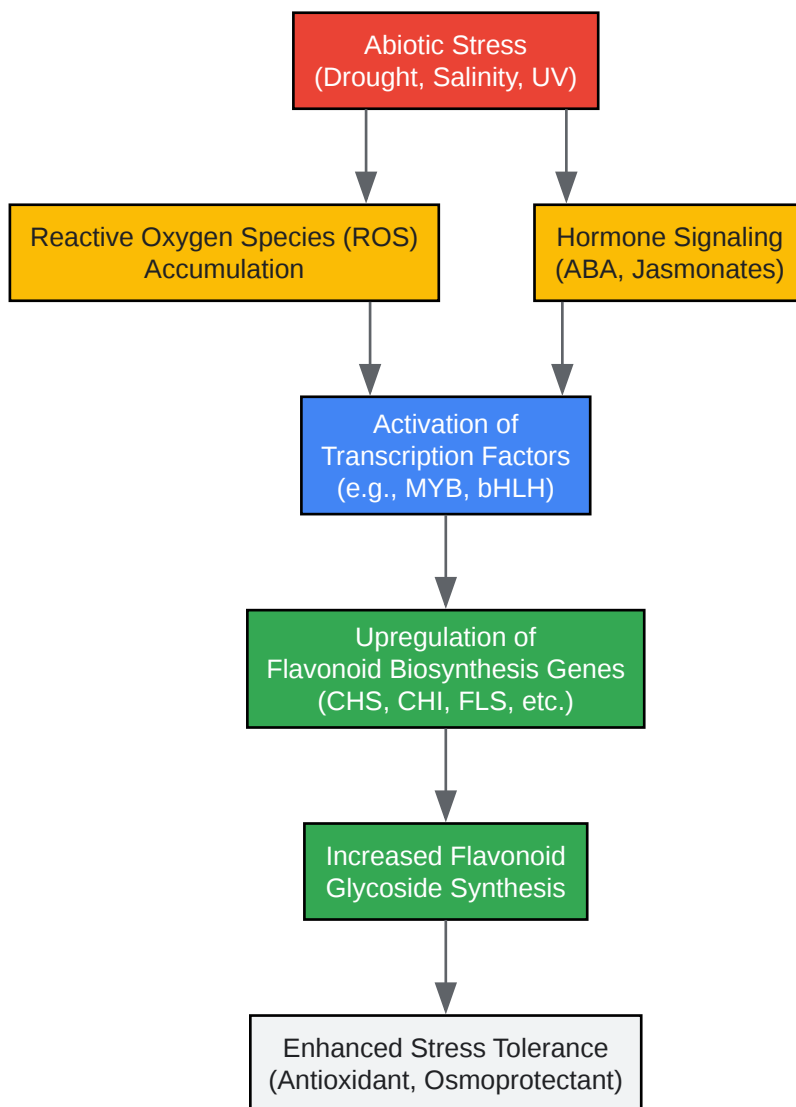 Abiotic Stress
(Drought, Salinity, UV)
Reactive Oxygen Species (ROS)
Accumulation
Hormone Signaling
(ABA, Jasmonates)
Activation of
Transcription Factors
(e.g., MYB, bHLH)
Upregulation of
Flavonoid Biosynthesis Genes
(CHS, CHI, FLS, etc.)
Increased Flavonoid
Glycoside Synthesis
Enhanced Stress Tolerance
(Antioxidant, Osmoprotectant)